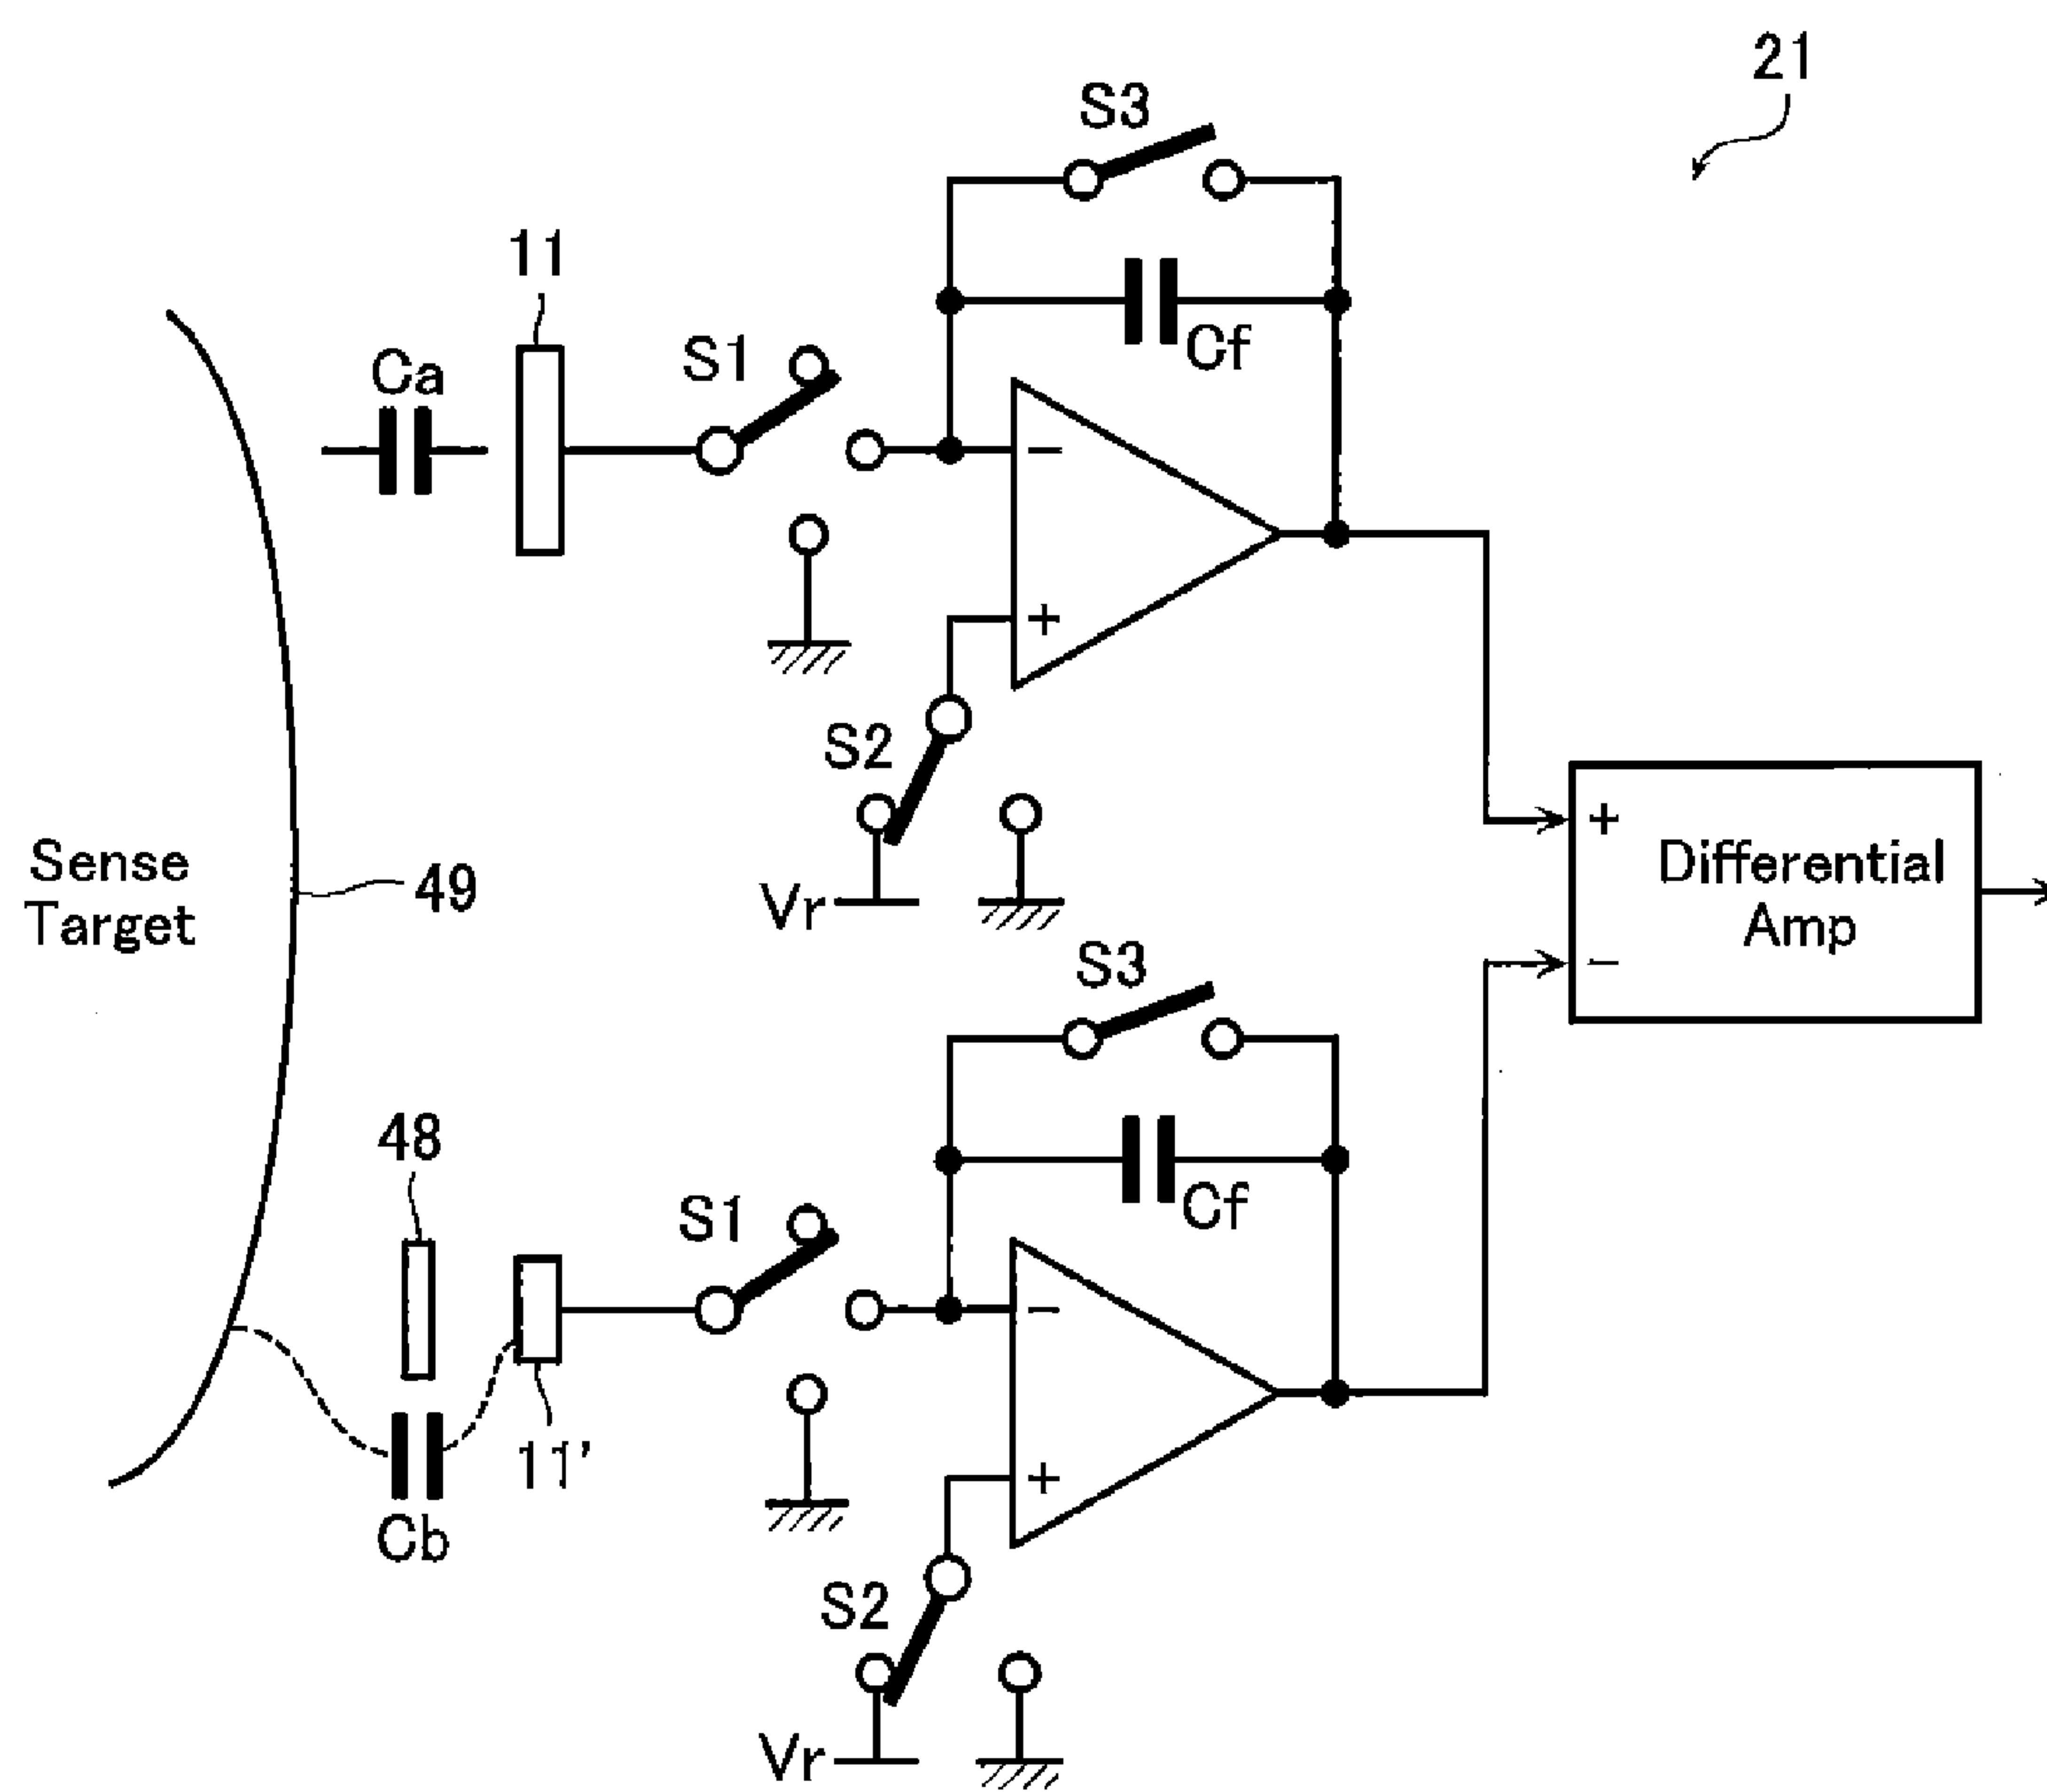 21
S3
11
Ca
S1
Cf
−
+
S2
Vr
Sense
Target
49
+
Differential
Amp
−
S3
48
S1
Cf
−
11'
+
Cb
S2
Vr